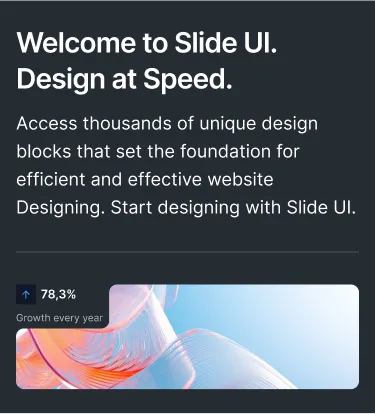 Welcome to Slide UI.
Design at Speed.
Access thousands of unique design
blocks that set the foundation for
efficient and effective website
Designing. Start designing with Slide UI.
78,3%
Growth every year